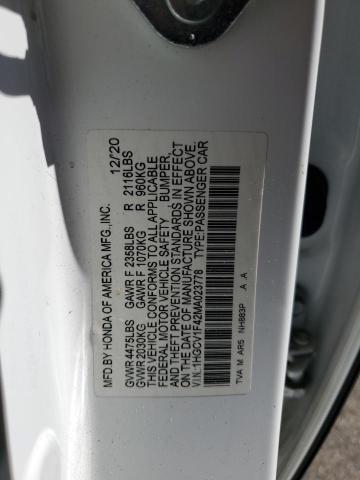 MFD BY HONDA OF AMERICA MFG.,INC. 12/20
GVWR 4475LBS GAWR F 2358LBS R 2116LBS
GVWR 2030KG GAWR F 1070KG R 960KG
THIS VEHICLE CONFORMS TO ALL APPLICABLE
FEDERAL MOTOR VEHICLE SAFETY, BUMPER,
AND THEFT PREVENTION STANDARDS IN EFFECT
ON THE DATE OF MANUFACTURE SHOWN ABOVE.
V.I.N. 1HGCV1F42MA023778 TYPE:PASSENGER CAR
TVA M AR5 NH883P A A